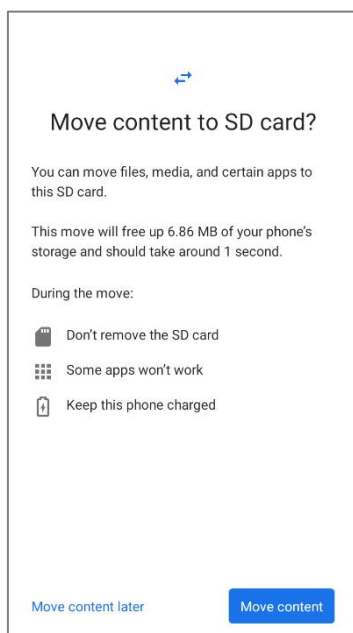 Move content to SD card?
You can move files, media, and certain apps to
this SD card.
This move will free up 6.86 MB of your phone's
storage and should take around 1 second.
During the move:
Don't remove the SD card
Some apps won't work
Keep this phone charged
Move content later
Move content